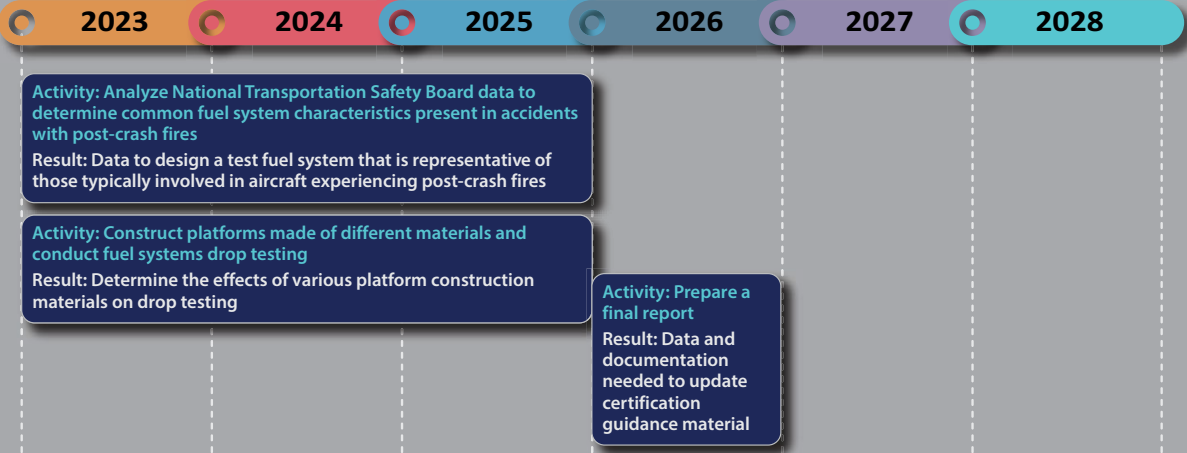 2023 2024 2025 2026 2027 2028
Activity: Analyze National Transportation Safety Board data to
determine common fuel system characteristics present in accidents
with post-crash fires
Result: Data to design a test fuel system that is representative of
those typically involved in aircraft experiencing post-crash fires
Activity: Construct platforms made of different materials and
conduct fuel systems drop testing
Result: Determine the effects of various platform construction
materials on drop testing
Activity: Prepare a
final report
Result: Data and
documentation
needed to update
certification
guidance material